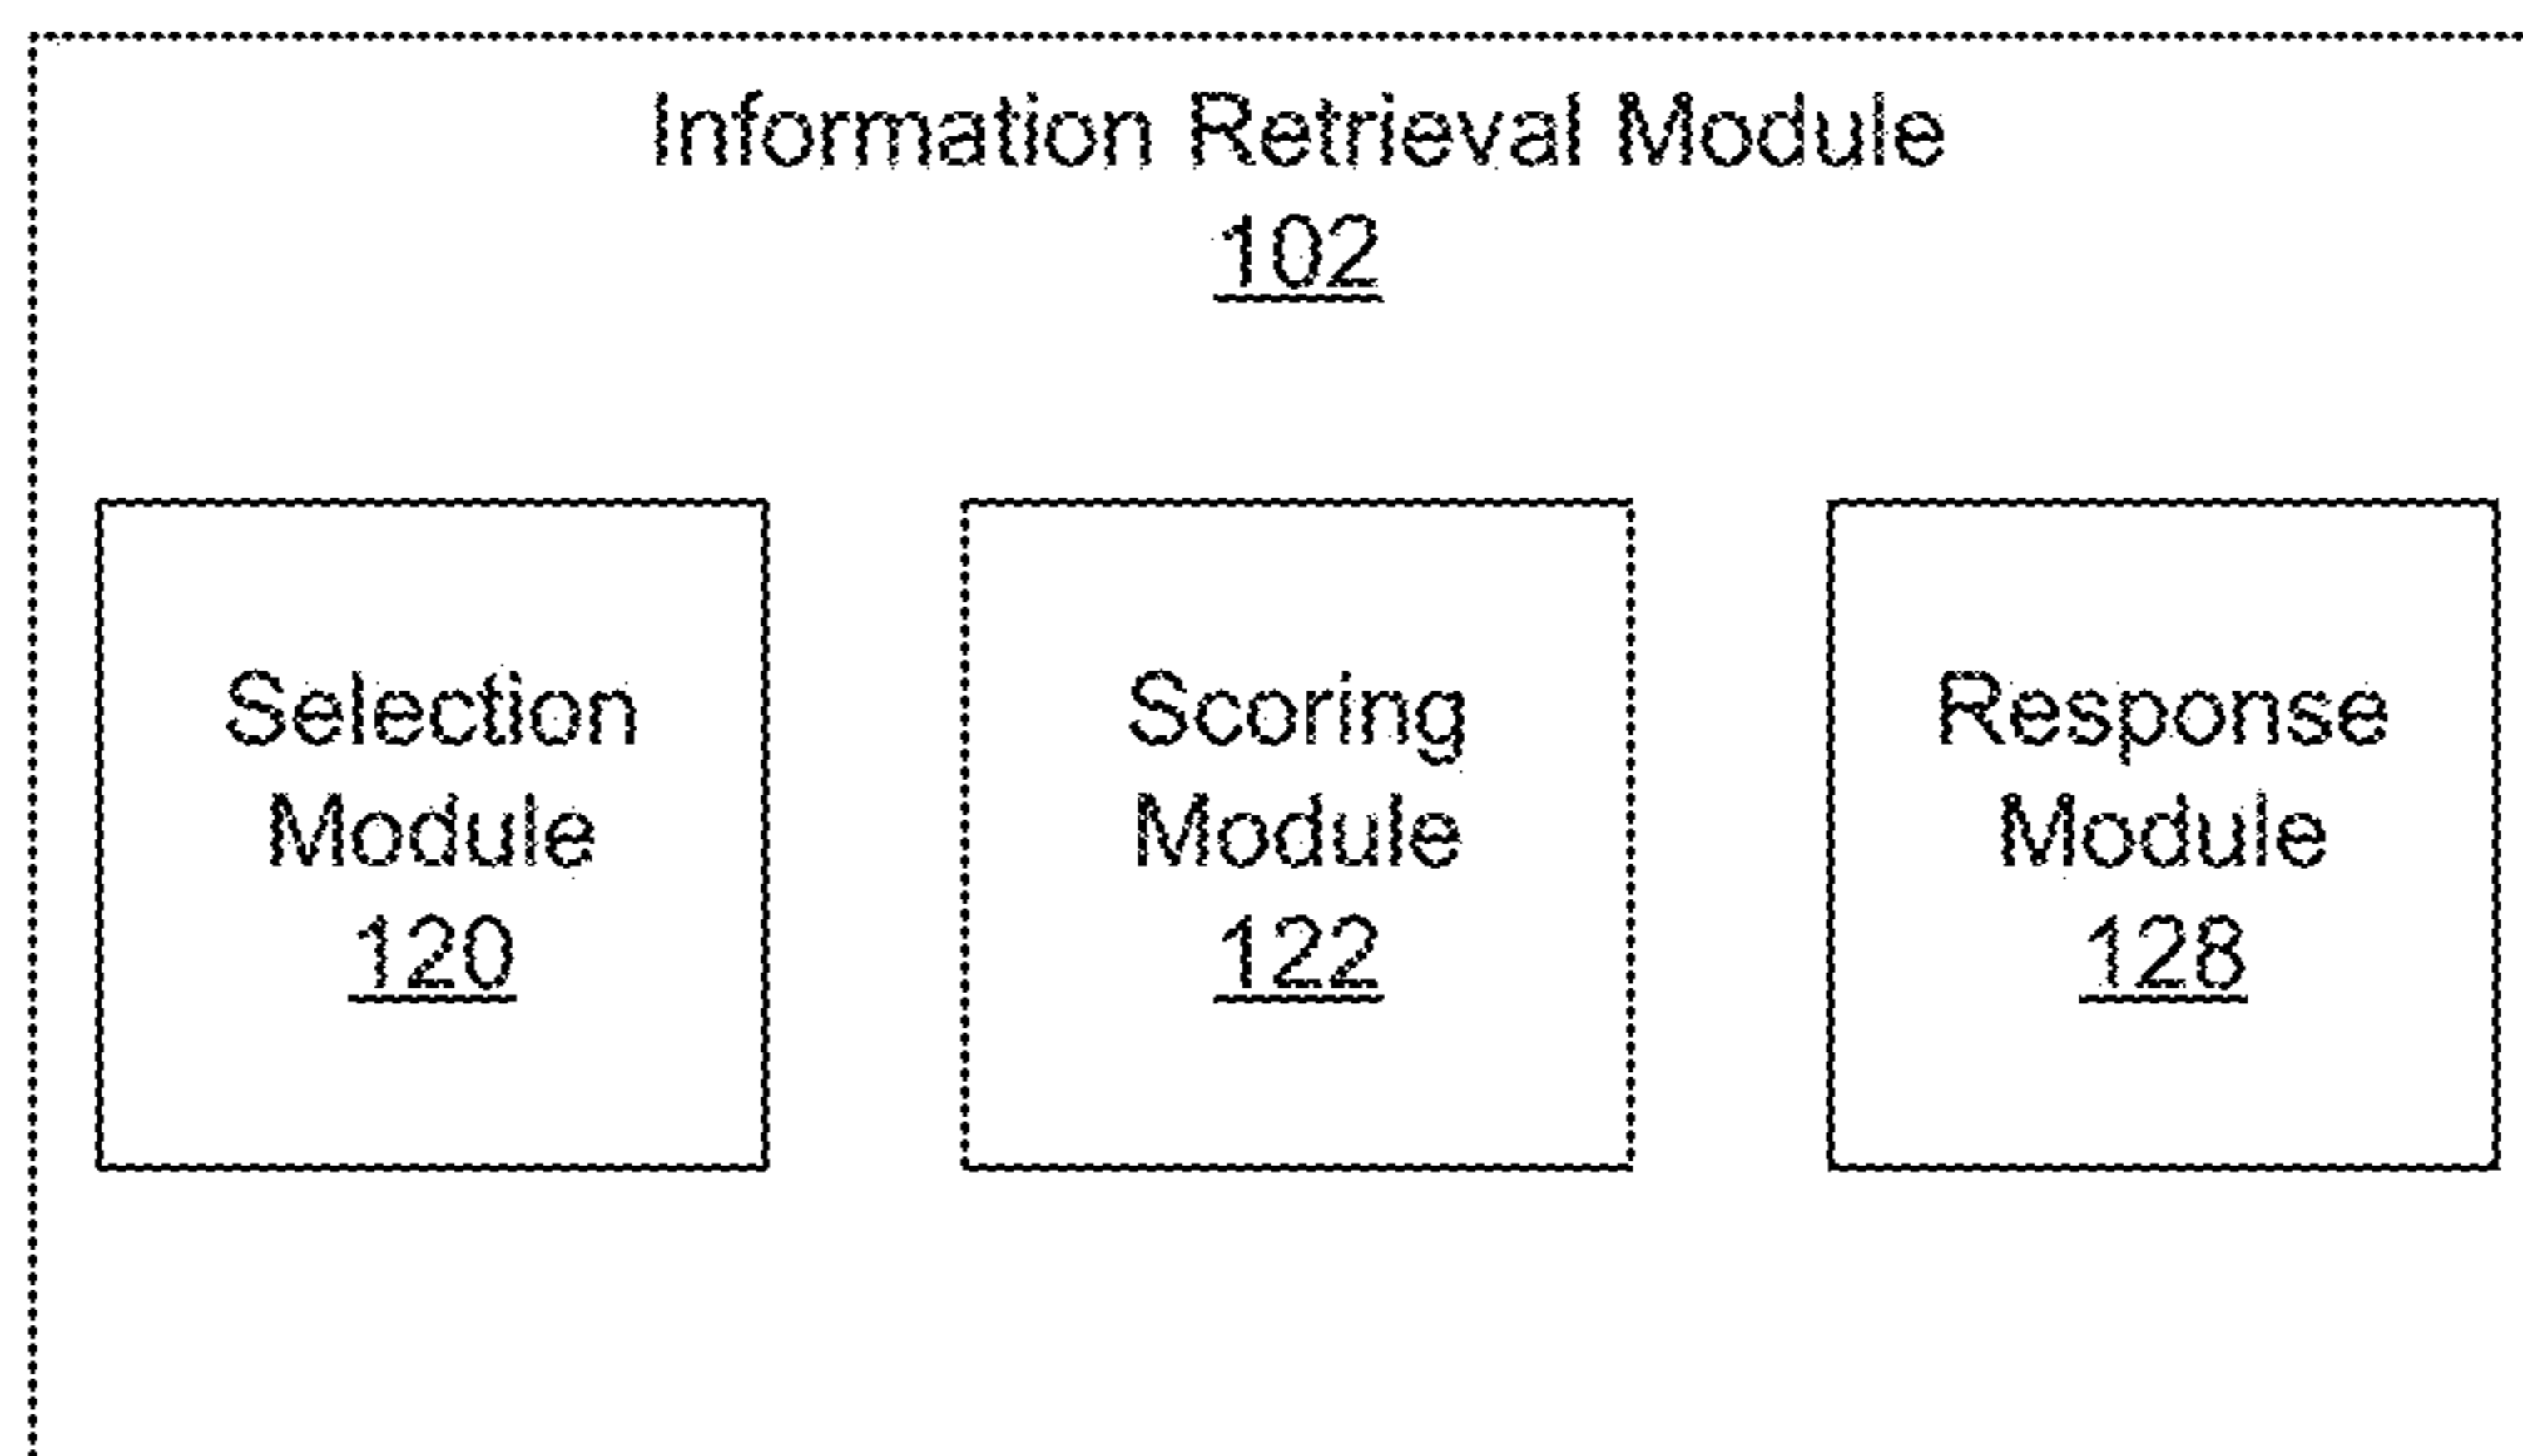 Information Retrieval Module
102
Selection
Module
120
Scoring
Module
122
Response
Module
128